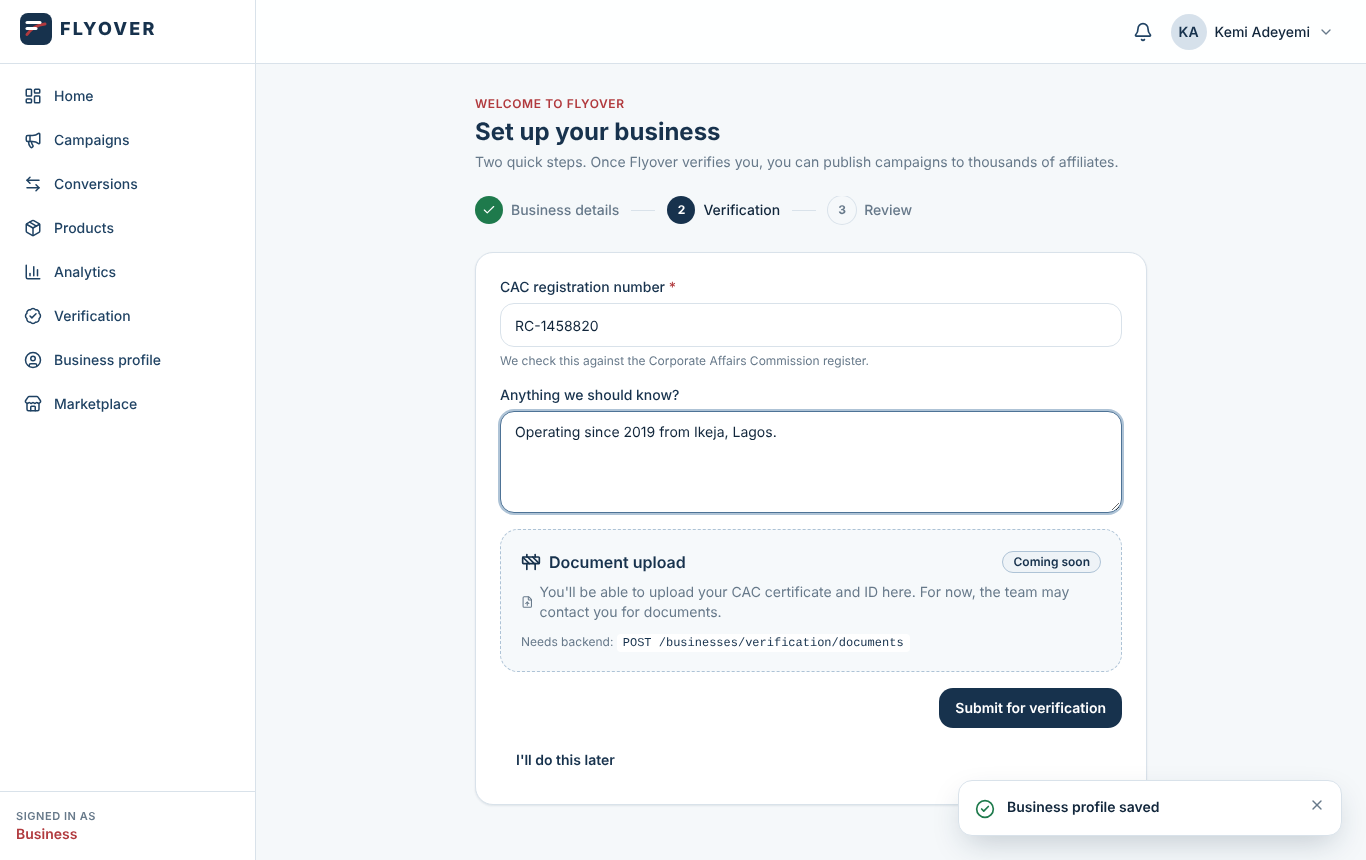 FLYOVER
KA
Kemi Adeyemi
Home
Campaigns
Conversions
Products
Analytics
Verification
Business profile
Marketplace
SIGNED IN AS
Business
WELCOME TO FLYOVER
Set up your business
Two quick steps. Once Flyover verifies you, you can publish campaigns to thousands of affiliates.
Business details
2 Verification
3 Review
CAC registration number *
RC-1458820
We check this against the Corporate Affairs Commission register.
Anything we should know?
Operating since 2019 from Ikeja, Lagos.
Document upload
Coming soon
You'll be able to upload your CAC certificate and ID here. For now, the team may
contact you for documents.
Needs backend: POST /businesses/verification/documents
Submit for verification
I'll do this later
Business profile saved